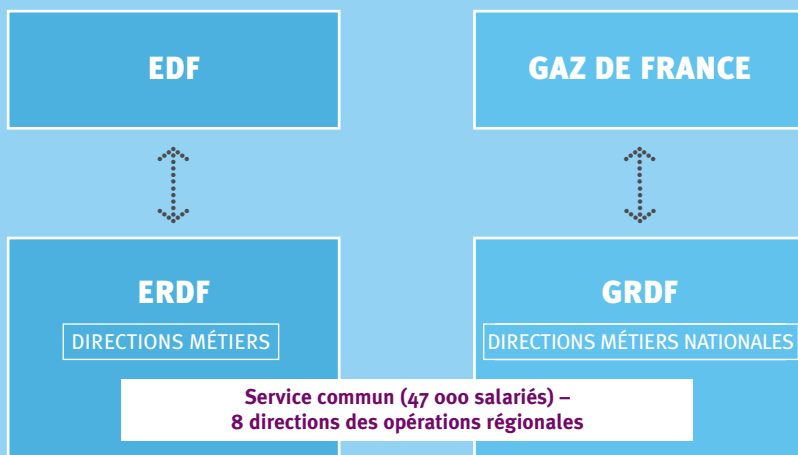 EDF
GAZ DE FRANCE
ERDF
DIRECTIONS MÉTIERS
GRDF
DIRECTIONS MÉTIERS NATIONALES
Service commun (47 000 salariés) –
8 directions des opérations régionales